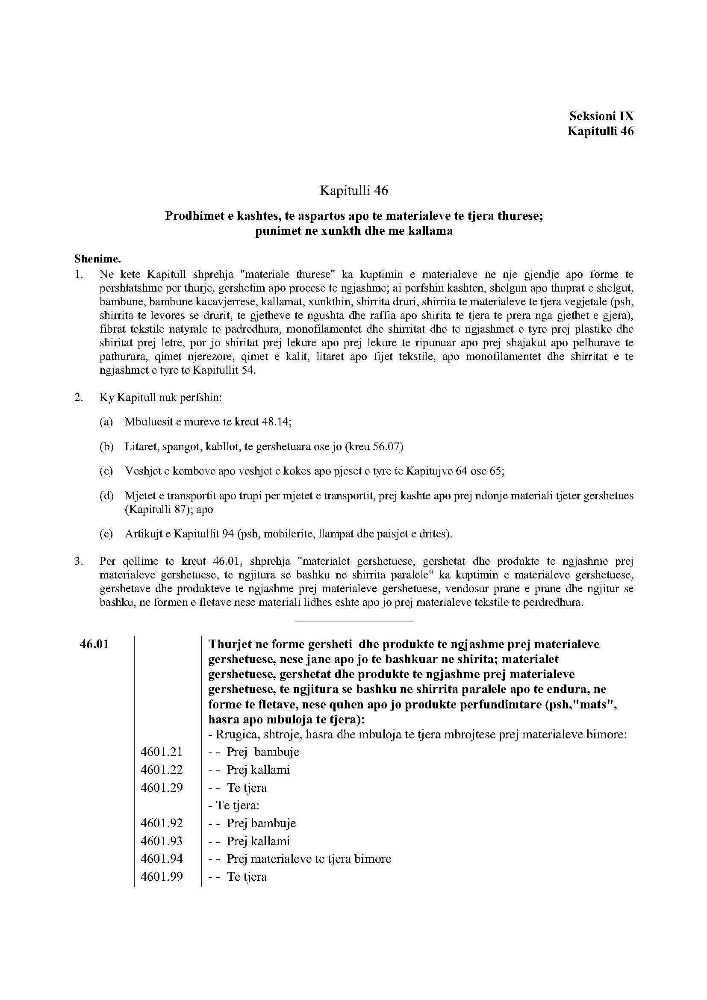 Seksioni IX
Kapitulli 46
Kapitulli 46
Prodhimet e kashtes, te aspartos apo te materialeve te tjera thurese;
punimet ne xunkth dhe me kallama
Shenime.
1. Ne kete Kapitull shprehja "materiale thurese" ka kuptimin e materialeve ne nje gjendje apo forme te
pershtatshme per thurje, gershetim apo procese te ngjashme; ai perfshin kashten, shelgun apo thuprat e shelgut,
bambune, bambune kacavjerrese, kallamat, xunkthin, shirrita druri, shirrita te materialeve te tjera vegjetale (psh,
shirrita te levores se drurit, te gjetheve te ngushta dhe raffia apo shirita te tjera te prera nga gjethet e gjera),
fibrat tekstile natyrale te padredhura, monofilamentet dhe shirritat dhe te ngjashmet e tyre prej plastike dhe
shiritat prej letre, por jo shiritat prej lekure apo prej lekure te ripunuar apo prej shajakut apo pelhurave te
pathurura, qimet njerezore, qimet e kalit, litaret apo fijet tekstile, apo monofilamentet dhe shirritat e te
ngjashmet e tyre te Kapitullit 54.
2. Ky Kapitull nuk perfshin:
(a) Mbuluesit e mureve te kreut 48.14;
(b) Litaret, spangot, kabllot, te gershetuara ose jo (kreu 56.07)
(c) Veshjet e kembeve apo veshjet e kokes apo pjeset e tyre te Kapitujve 64 ose 65;
(d) Mjetet e transportit apo trupi per mjetet e transportit, prej kashte apo prej ndonje materiali tjeter gershetues
(Kapitulli 87); apo
(e) Artikujt e Kapitullit 94 (psh, mobilerite, llampat dhe paisjet e drites).
3. Per qellime te kreut 46.01, shprehja "materialet gershetuese, gershetat dhe produkte te ngjashme prej
materialeve gershetuese, te ngjitura se bashku ne shirrita paralele" ka kuptimin e materialeve gershetuese,
gershetave dhe produkteve te ngjashme prej materialeve gershetuese, vendosur prane e prane dhe ngjitur se
bashku, ne formen e fletave nese materiali lidhes eshte apo jo prej materialeve tekstile te perdredhura.
46.01 Thurjet ne forme gersheti dhe produkte te ngjashme prej materialeve
gershetuese, nese jane apo jo te bashkuar ne shirita; materialet
gershetuese, gershetat dhe produkte te ngjashme prej materialeve
gershetuese, te ngjitura se bashku ne shirrita paralele apo te endura, ne
forme te fletave, nese quhen apo jo produkte perfundimtare (psh,"mats",
hasra apo mbuloja te tjera):
- Rrugica, shtroje, hasra dhe mbuloja te tjera mbrojtese prej materialeve bimore:
4601.21 - - Prej bambuje
4601.22 - - Prej kallami
4601.29 - - Te tjera
- Te tjera:
4601.92 - - Prej bambuje
4601.93 - - Prej kallami
4601.94 - - Prej materialeve te tjera bimore
4601.99 - - Te tjera